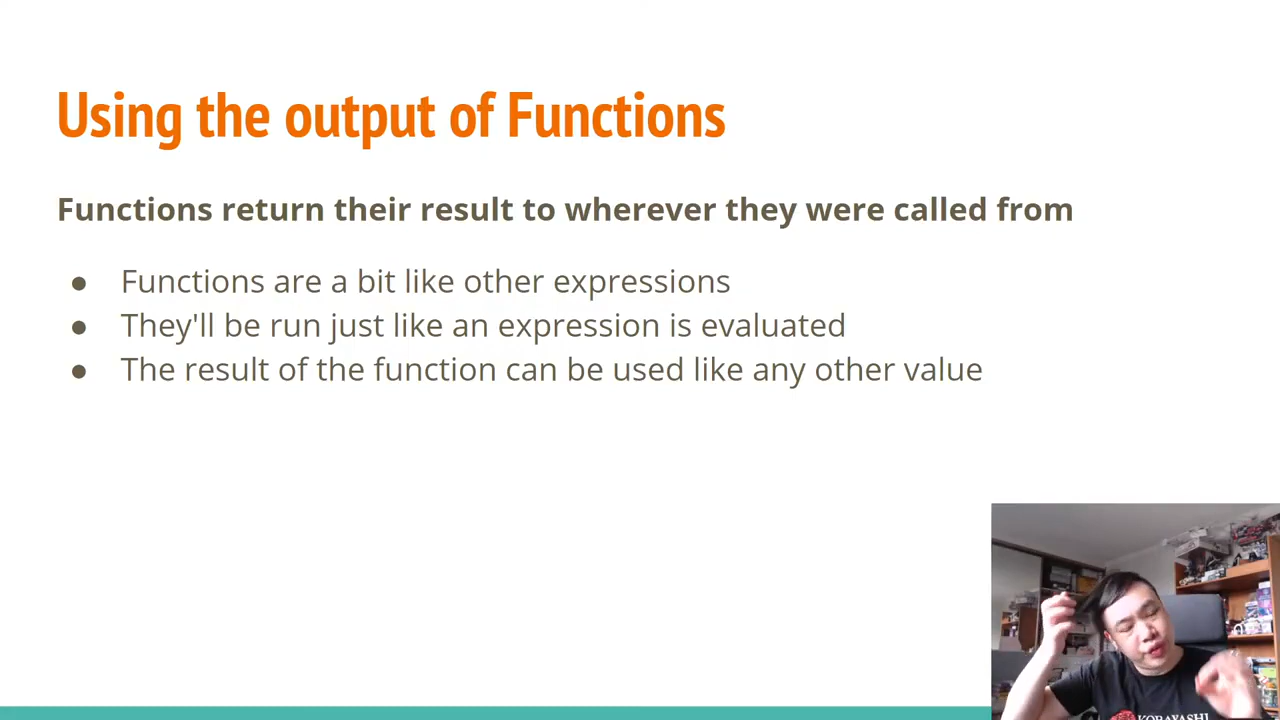 Using the output of Functions
Functions return their result to wherever they were called from
● Functions are a bit like other expressions
● They'll be run just like an expression is evaluated
● The result of the function can be used like any other value
KOBAYASHI